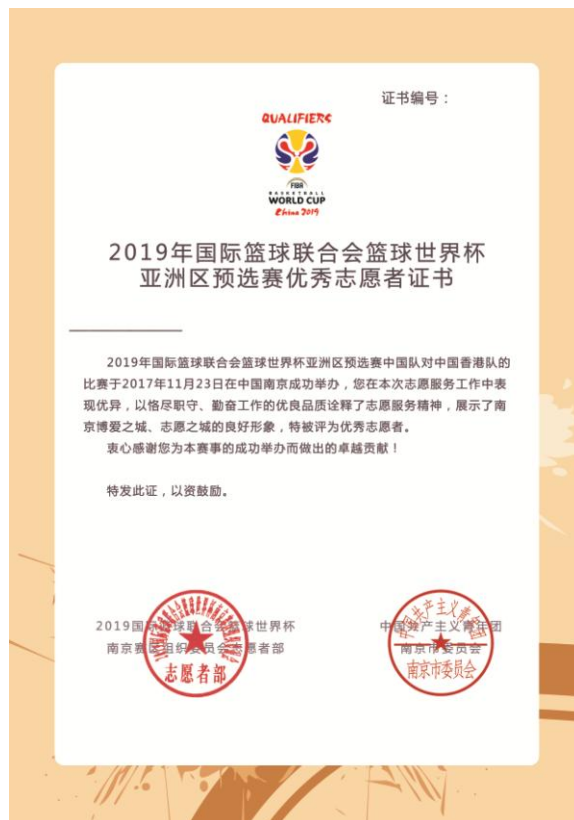 证书编号：
QUALIFIERS
FIBA
BASKETBALL
WORLD CUP
China 2019
2019年国际篮球联合会篮球世界杯
亚洲区预选赛优秀志愿者证书
2019年国际篮球联合会篮球世界杯亚洲区预选赛中国队对中国香港队的
比赛于2017年11月23日在中国南京成功举办，您在本次志愿服务工作中表
现优异，以恪尽职守、勤奋工作的优良品质诠释了志愿服务精神，展示了南
京博爱之城、志愿之城的良好形象，特被评为优秀志愿者。
衷心感谢您为本赛事的成功举办而做出的卓越贡献！
特发此证，以资鼓励。
2019国际篮球联合会篮球世界杯
南京赛区组织委员会志愿者部
志愿者部
中国共产主义青年团
南京市委员会
中国共产主义青年团
南京市委员会